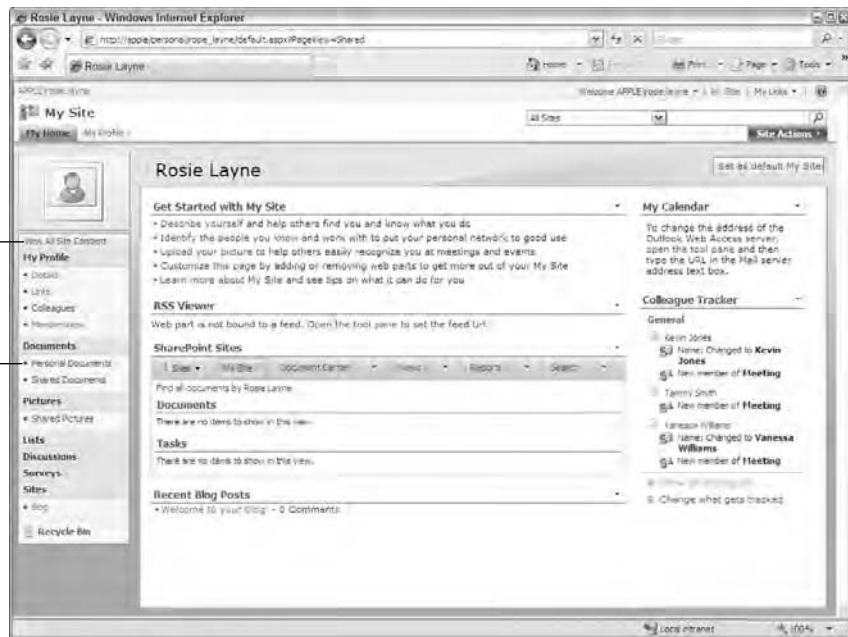 Rosie Layne - Windows Internet Explorer
Rosie Layne
Home
Print
Page
Tools
Welcome APPLE\rosie.layne
My Site
My Links
My Site
All Sites
My Home
My Profile
Site Actions
Rosie Layne
Set as default My Site
View All Site Content
My Profile
• Details
• Links
• Colleagues
• Memberships
Documents
• Personal Documents
• Shared Documents
Pictures
• Shared Pictures
Lists
Discussions
Surveys
Sites
• Blog
Recycle Bin
Get Started with My Site
• Describe yourself and help others find you and know what you do
• Identify the people you know and work with to put your personal network to good use
• Upload your picture to help others easily recognize you at meetings and events
• Customize this page by adding or removing web parts to get more out of your My Site
• Learn more about My Site and see tips on what it can do for you
RSS Viewer
Web part is not bound to a feed. Open the tool pane to set the feed Url.
SharePoint Sites
Sites
My Site
Document Center
News
Reports
Search
Find all documents by Rosie Layne
Documents
There are no items to show in this view.
Tasks
There are no items to show in this view.
Recent Blog Posts
• Welcome to your Blog! - 0 Comments
My Calendar
To change the address of the
Outlook Web Access server,
open the tool pane and then
type the URL in the Mail server
address text box.
Colleague Tracker
General
Kevin Jones
Name: Changed to Kevin
Jones
New member of Meeting
Tammy Smith
New member of Meeting
Vanessa Williams
Name: Changed to Vanessa
Williams
New member of Meeting
Change what gets tracked
Local intranet
100%